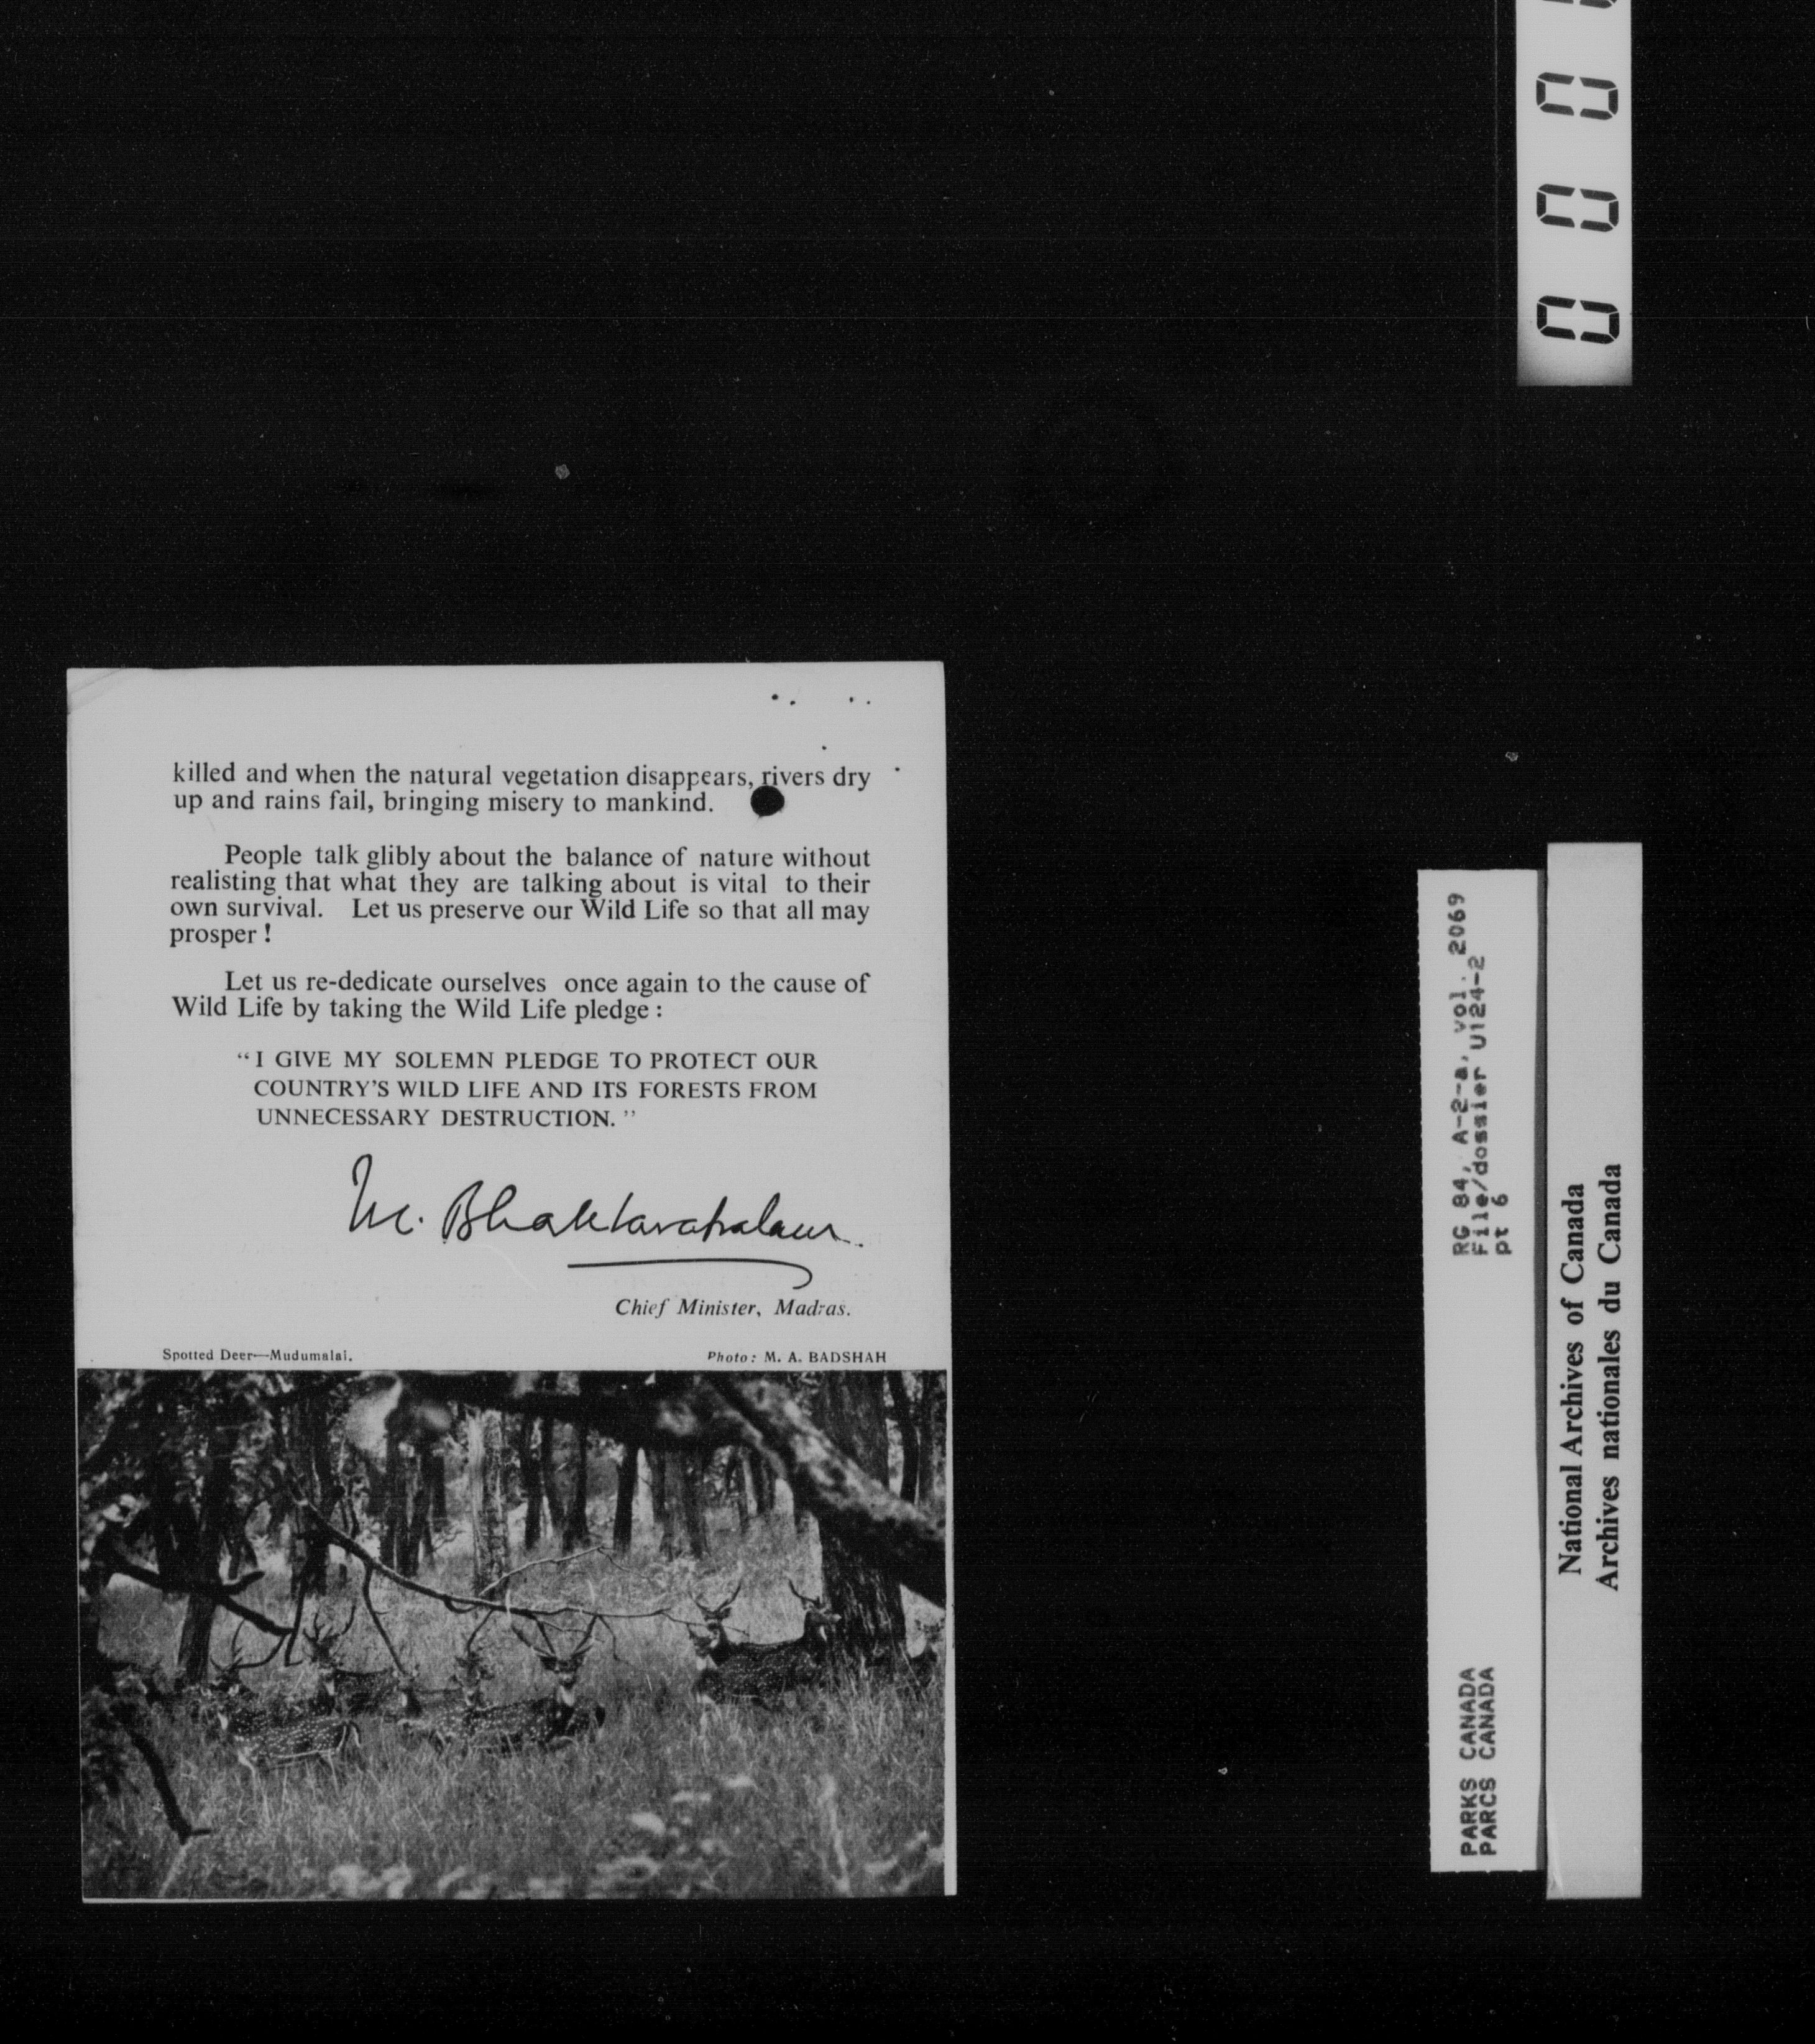 killed and when the natural vegetation disappears, rivers dry
up and rains fail, bringing misery to mankind.
People talk glibly about the balance of nature without
realisting that what they are talking about is vital to their
own survival. Let us preserve our Wild Life so that all may
prosper !
Let us re-dedicate ourselves once again to the cause of
Wild Life by taking the Wild Life pledge :
“ I GIVE MY SOLEMN PLEDGE TO PROTECT OUR
COUNTRY’S WILD LIFE AND ITS FORESTS FROM
UNNECESSARY DESTRUCTION. ”
M. Bhaktavatsalam
Chief Minister, Madras.
Spotted Deer—Mudumalai.
Photo : M. A. BADSHAH
0 0 0
RG 84, A-2-a, vol. 2069
File/dossier U124-2
pt 6
PARKS CANADA
PARCS CANADA
National Archives of Canada
Archives nationales du Canada